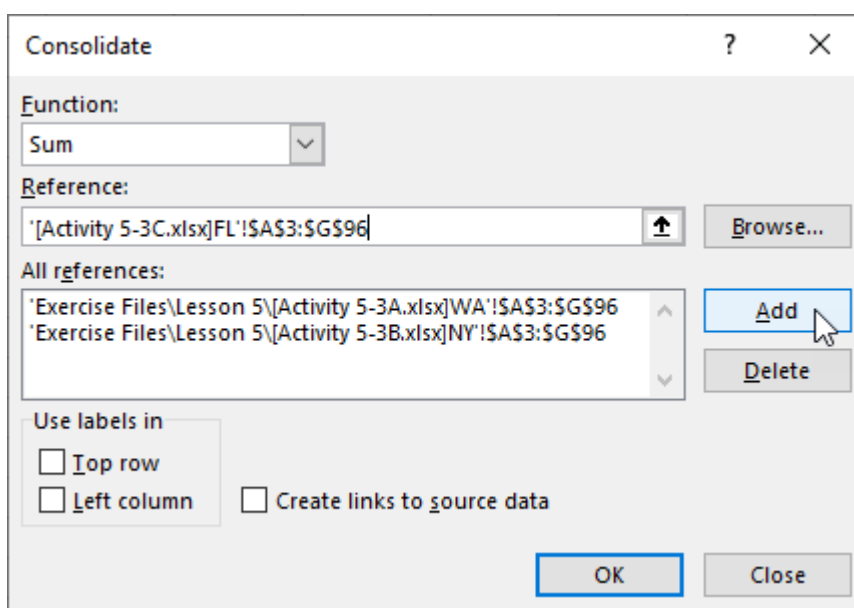 Consolidate ?
Function:
Sum
Reference:
'[Activity 5-3C.xlsx]FL'!$A$3:$G$96 Browse...
All references:
'Exercise Files\Lesson 5\[Activity 5-3A.xlsx]WA'!$A$3:$G$96 Add
'Exercise Files\Lesson 5\[Activity 5-3B.xlsx]NY'!$A$3:$G$96
Delete
Use labels in
Top row
Left column Create links to source data
OK Close